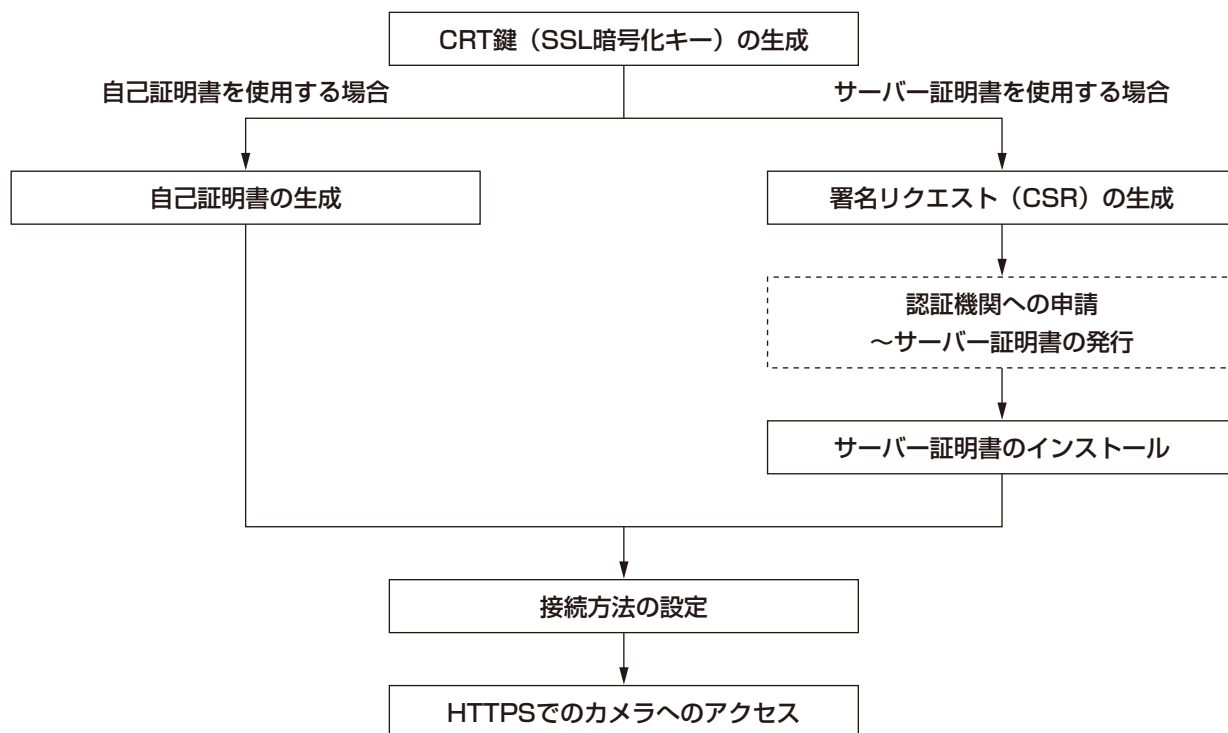 CRT鍵（SSL暗号化キー）の生成
自己証明書を使用する場合
サーバー証明書を使用する場合
自己証明書の生成
署名リクエスト（CSR）の生成
認証機関への申請
～サーバー証明書の発行
サーバー証明書のインストール
接続方法の設定
HTTPSでのカメラへのアクセス